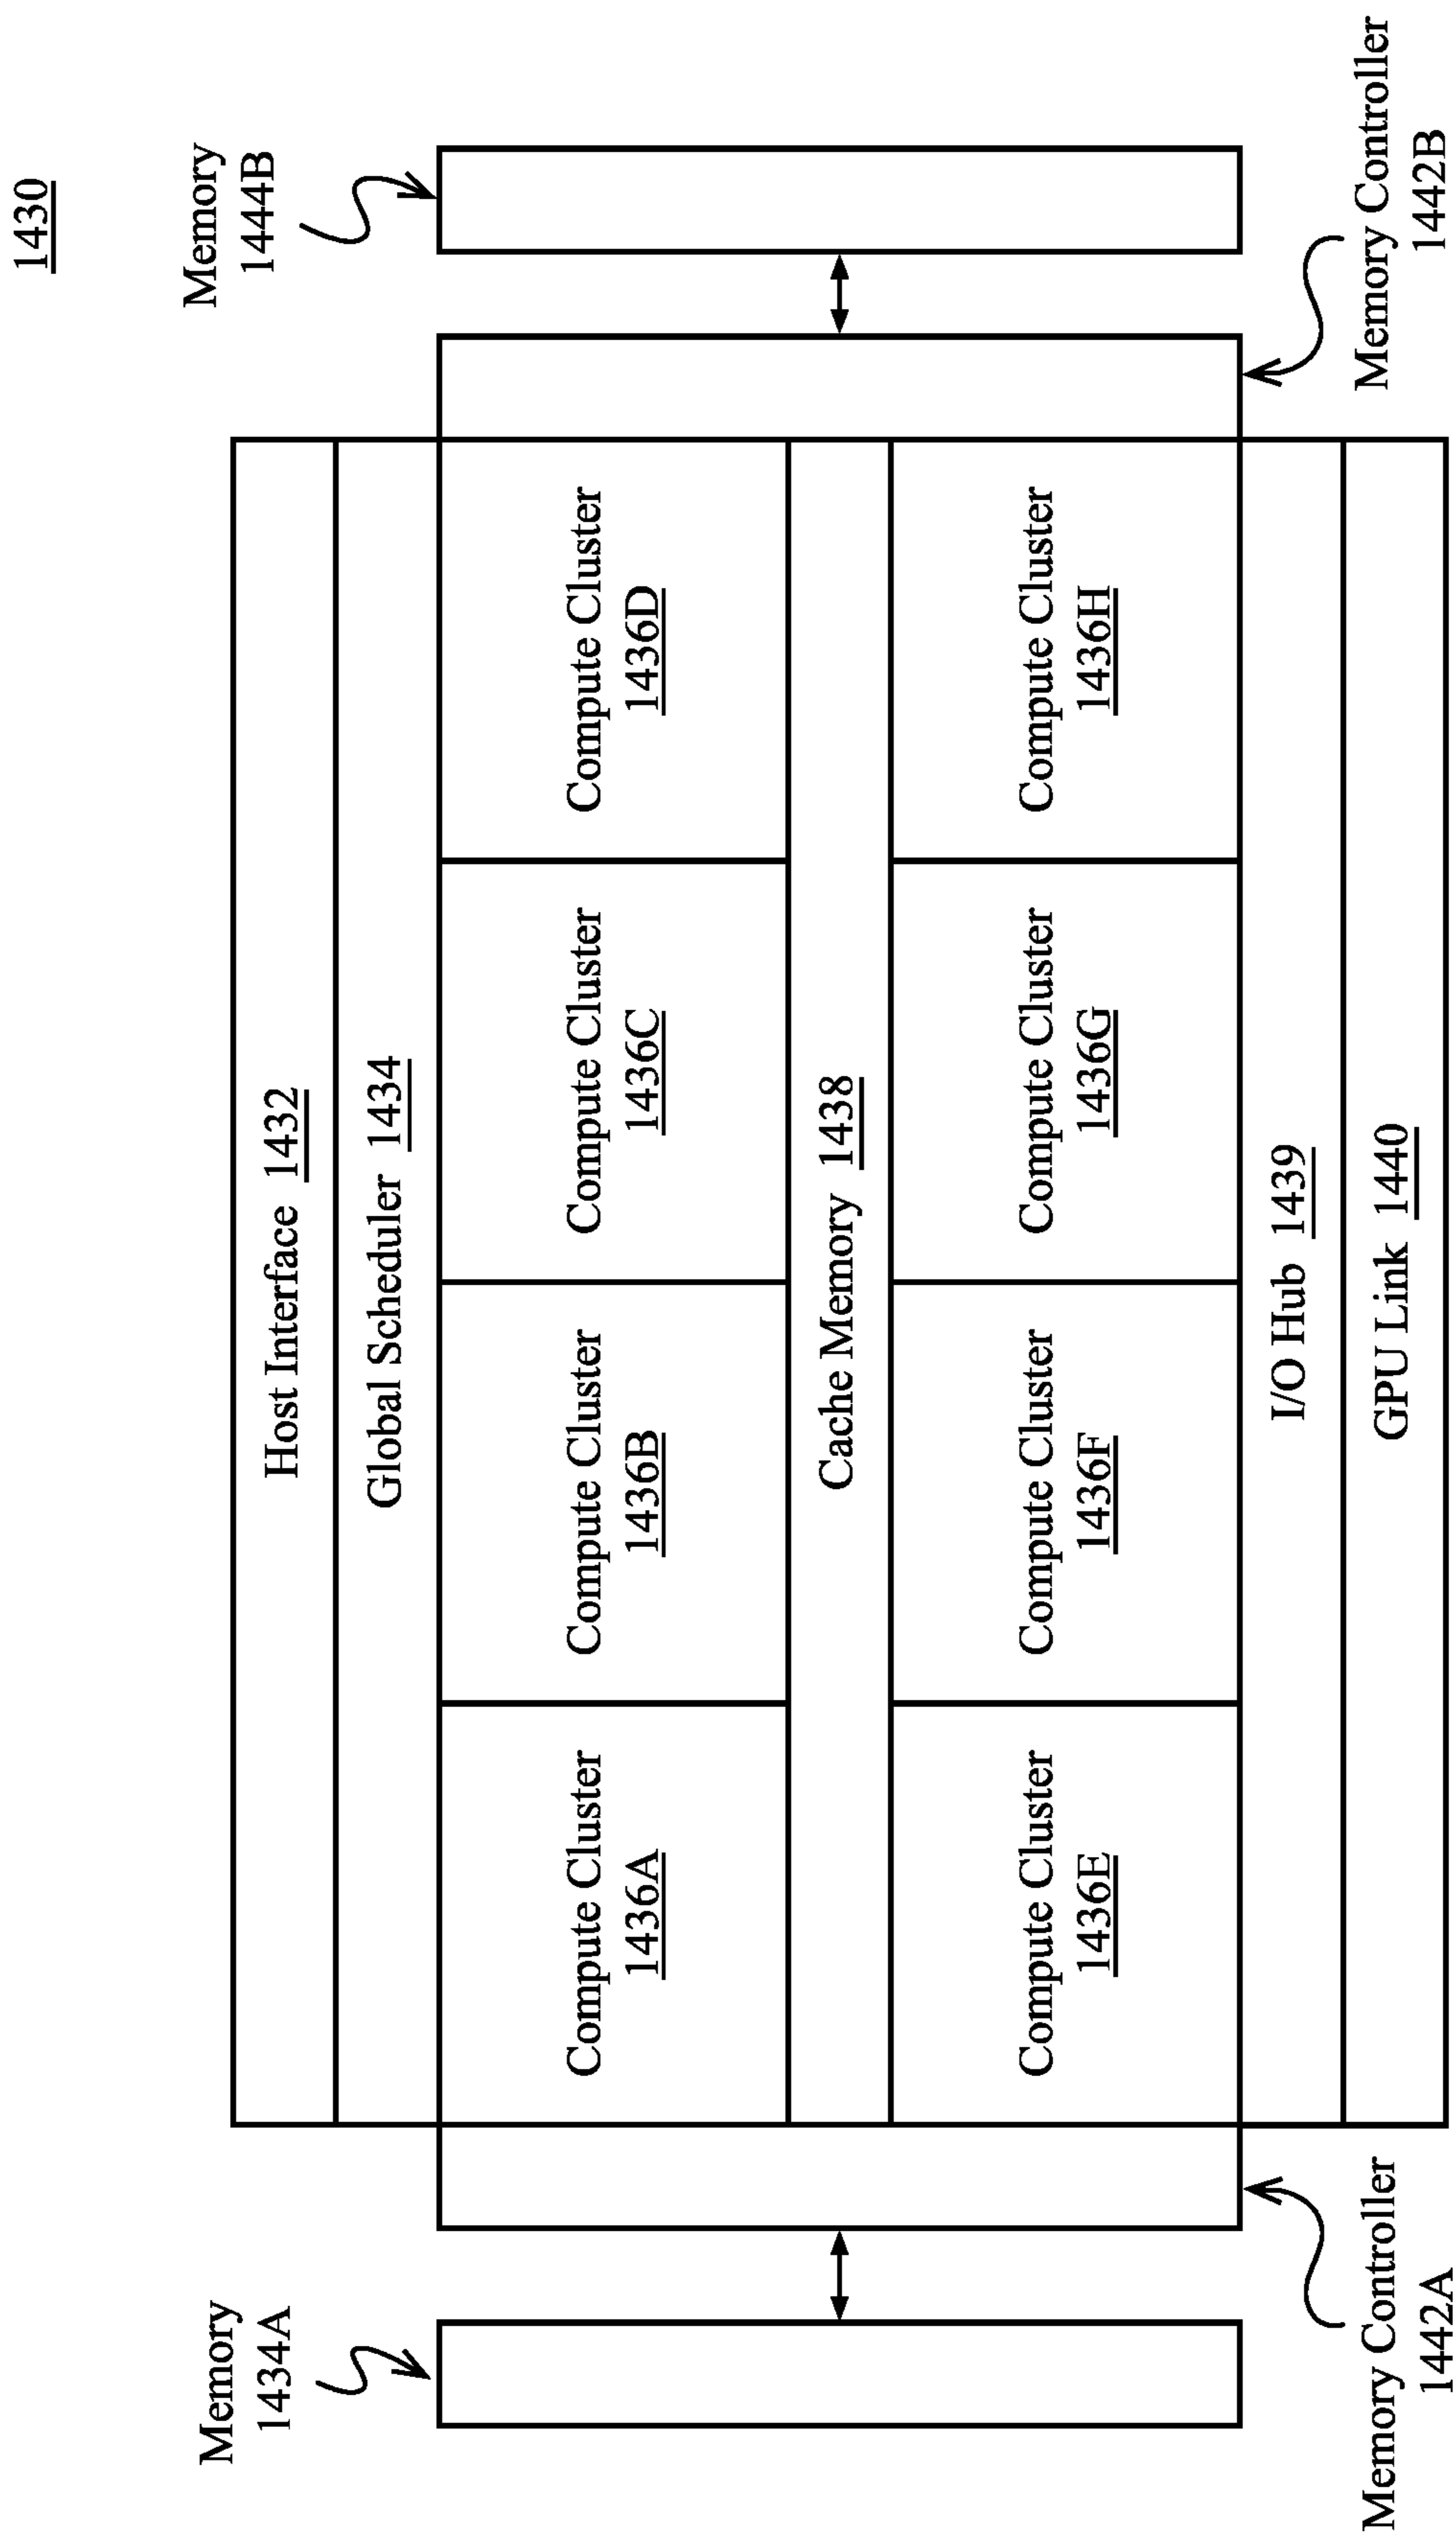 1430
Memory
1444B
Memory
1434A
Host Interface 1432
Global Scheduler 1434
Compute Cluster
1436A
Compute Cluster
1436B
Compute Cluster
1436C
Compute Cluster
1436D
Cache Memory 1438
Compute Cluster
1436E
Compute Cluster
1436F
Compute Cluster
1436G
Compute Cluster
1436H
I/O Hub 1439
GPU Link 1440
Memory Controller
1442A
Memory Controller
1442B